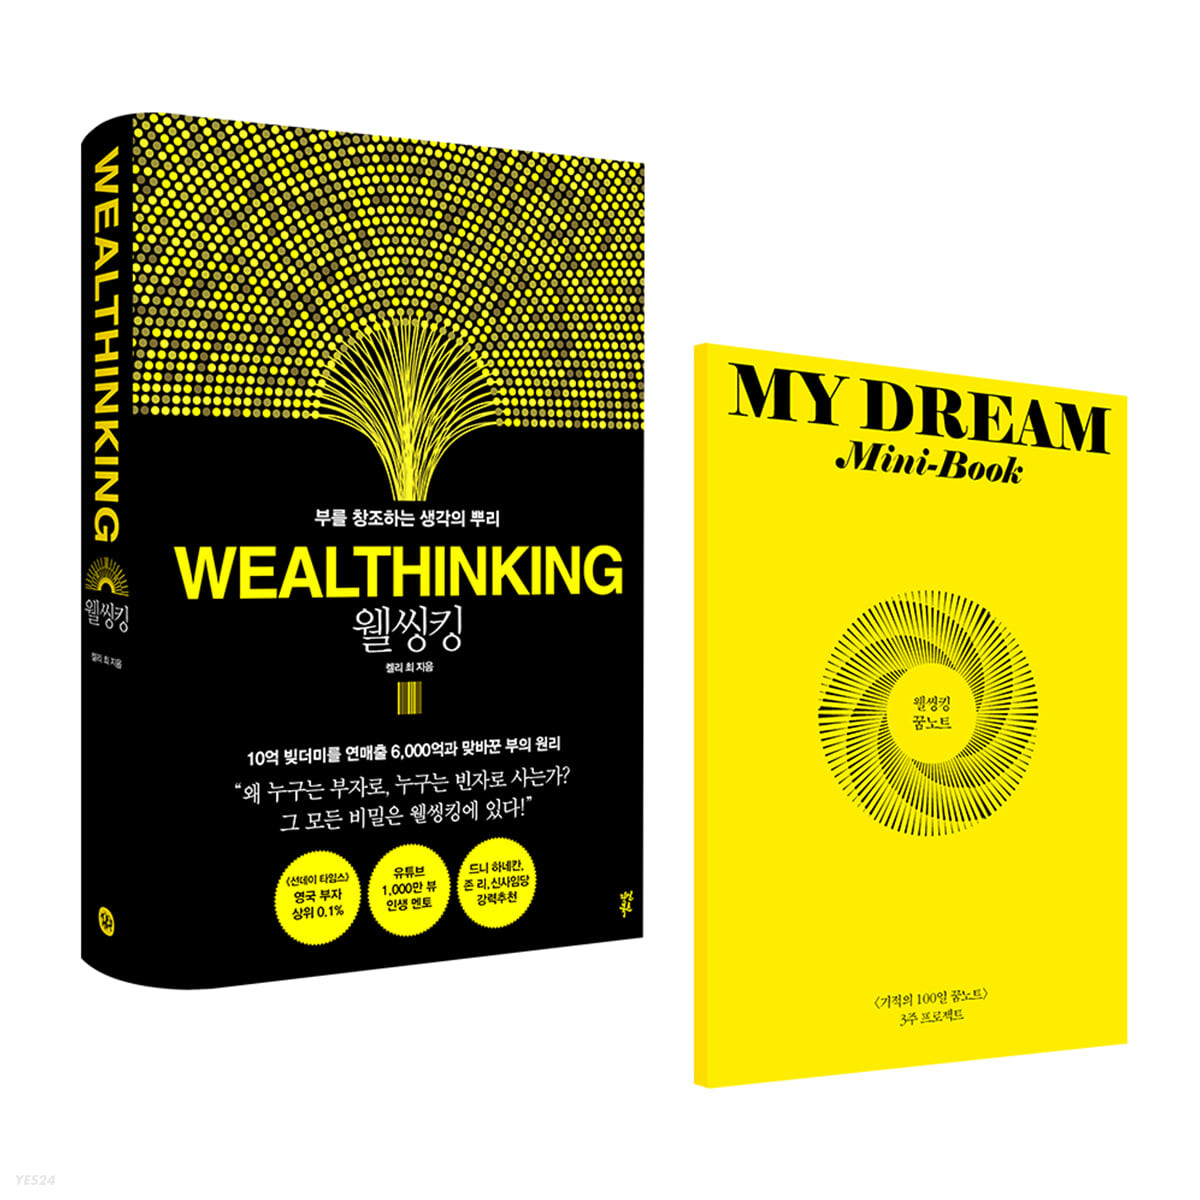 WEALTHINKING
웰씽킹
켈리 최 지음
부를 창조하는 생각의 뿌리
WEALTHINKING
웰씽킹
켈리 최 지음
10억 빚더미를 연매출 6,000억과 맞바꾼 부의 원리
“왜 누구는 부자로, 누구는 빈자로 사는가?
그 모든 비밀은 웰씽킹에 있다!”
〈선데이 타임스〉
영국 부자
상위 0.1%
유튜브
1,000만 뷰
인생 멘토
드니 하네칸,
존 리, 신사임당
강력추천
다산
북스
MY DREAM
Mini-Book
웰씽킹
꿈노트
〈기적의 100일 꿈노트〉
3주 프로젝트
YES24